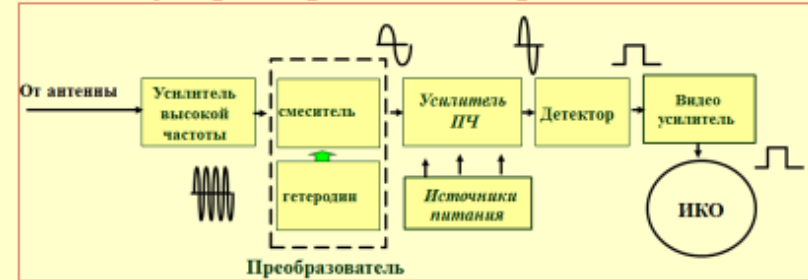 От антенны
Усилитель
высокой
частоты
смеситель
гетеродин
Преобразователь
Усилитель
ПЧ
Источники
питания
Детектор
Видео
усилитель
ИКО